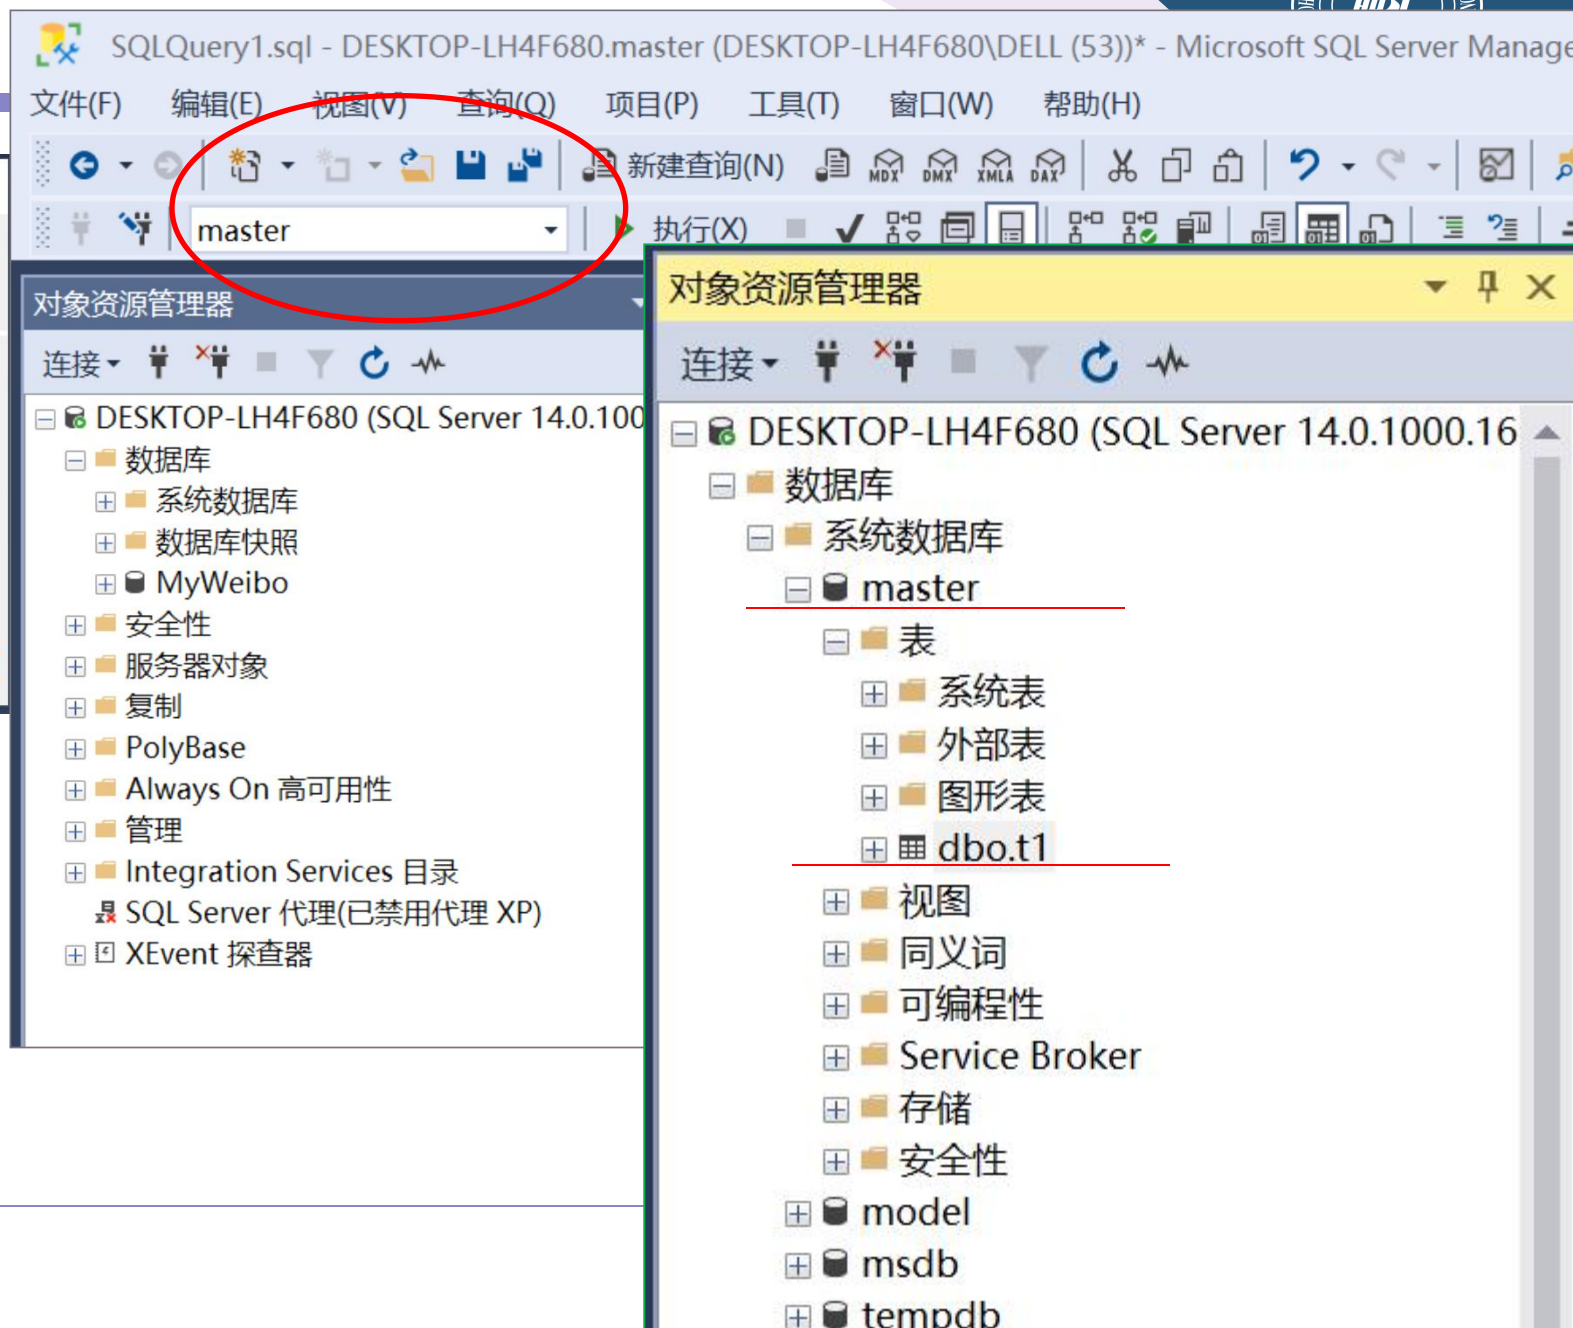 SQLQuery1.sql - DESKTOP-LH4F680.master (DESKTOP-LH4F680\DELL (53))* - Microsoft SQL Server Manage
文件(F) 编辑(E) 视图(V) 查询(Q) 项目(P) 工具(T) 窗口(W) 帮助(H)
新建查询(N) MDX DMX XMLA DAX
master 执行(X)
对象资源管理器
连接
DESKTOP-LH4F680 (SQL Server 14.0.100
数据库
系统数据库
数据库快照
MyWeibo
安全性
服务器对象
复制
PolyBase
Always On 高可用性
管理
Integration Services 目录
SQL Server 代理(已禁用代理 XP)
XEvent 探查器
对象资源管理器
连接
DESKTOP-LH4F680 (SQL Server 14.0.1000.16
数据库
系统数据库
master
表
系统表
外部表
图形表
dbo.t1
视图
同义词
可编程性
Service Broker
存储
安全性
model
msdb
tempdb